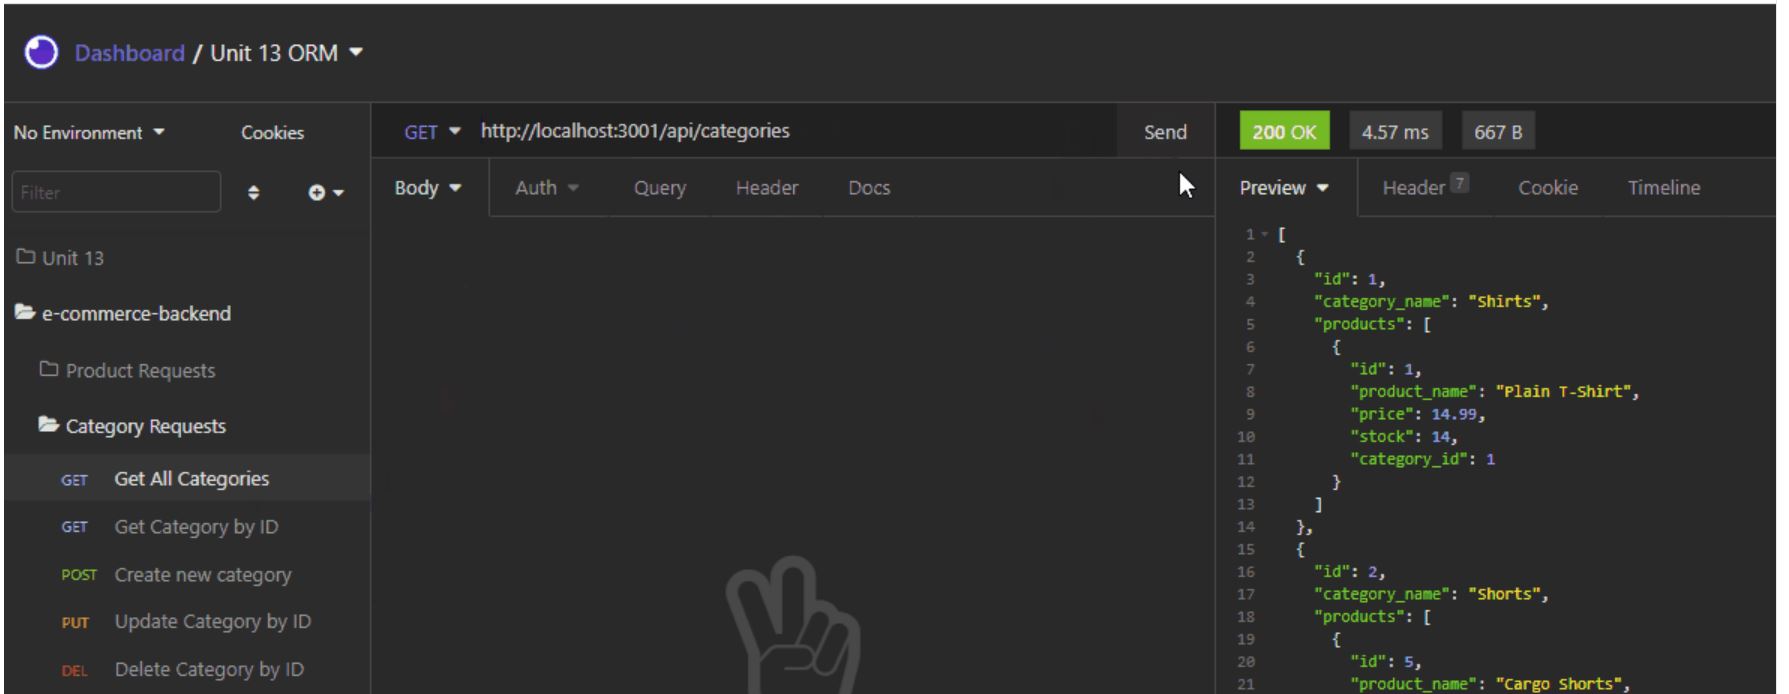 Dashboard / Unit 13 ORM
No Environment
Cookies
Filter
Unit 13
e-commerce-backend
Product Requests
Category Requests
GET Get All Categories
GET Get Category by ID
POST Create new category
PUT Update Category by ID
DEL Delete Category by ID
GET http://localhost:3001/api/categories Send
Body Auth Query Header Docs
200 OK 4.57 ms 667 B
Preview Header 7 Cookie Timeline
1 [
2 {
3 "id": 1,
4 "category_name": "Shirts",
5 "products": [
6 {
7 "id": 1,
8 "product_name": "Plain T-Shirt",
9 "price": 14.99,
10 "stock": 14,
11 "category_id": 1
12 }
13 ]
14 },
15 {
16 "id": 2,
17 "category_name": "Shorts",
18 "products": [
19 {
20 "id": 5,
21 "product_name": "Cargo Shorts",